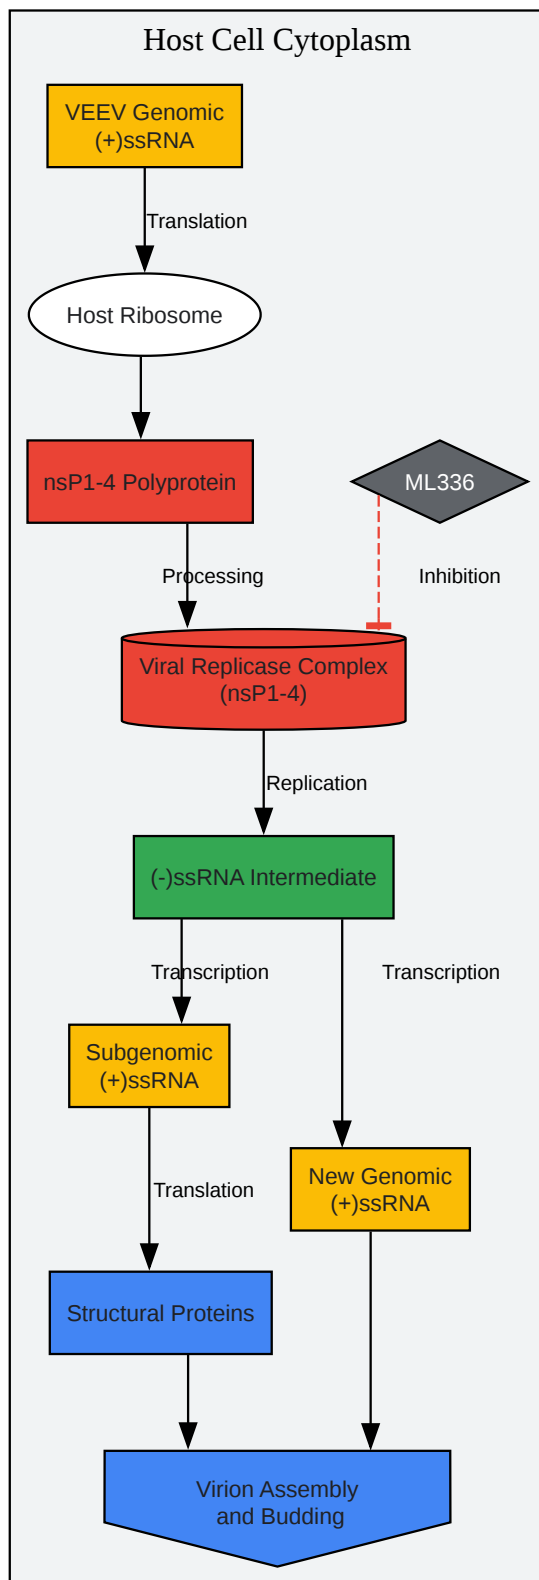 Host Cell Cytoplasm
VEEV Genomic
(+)ssRNA
Translation
Host Ribosome
nsP1-4 Polyprotein
ML336
Processing
Inhibition
Viral Replicase Complex
(nsP1-4)
Replication
(-)ssRNA Intermediate
Transcription
Transcription
Subgenomic
(+)ssRNA
New Genomic
(+)ssRNA
Translation
Structural Proteins
Virion Assembly
and Budding